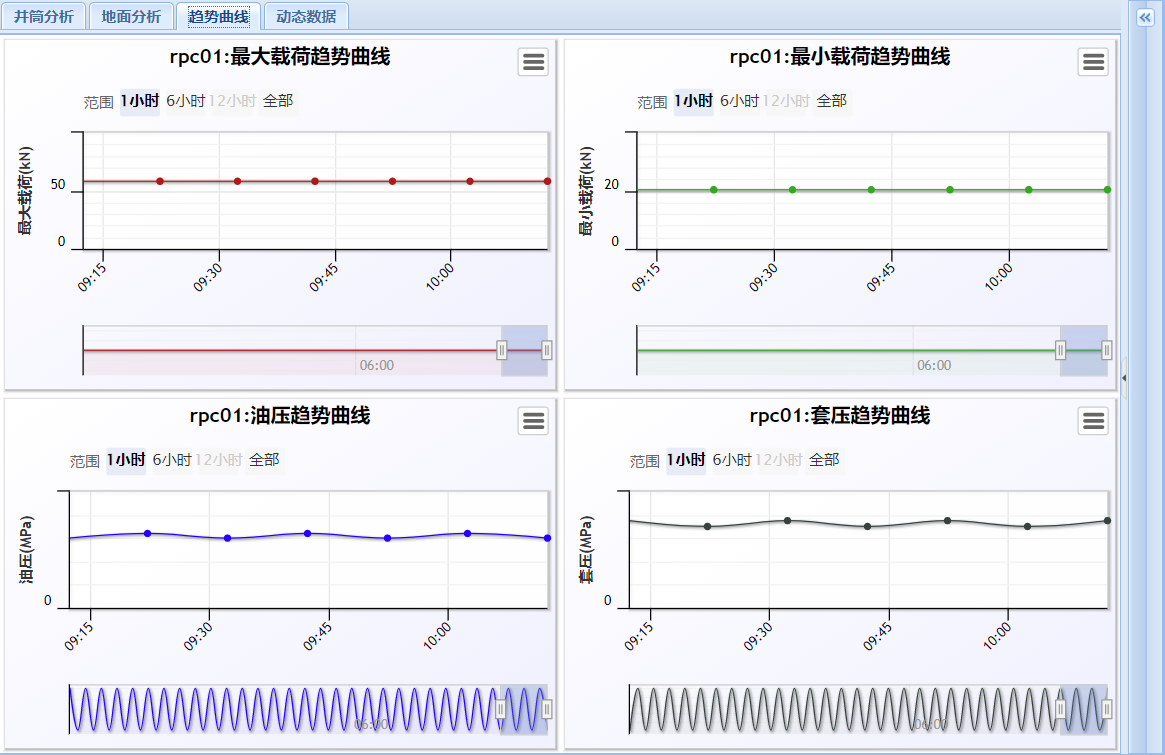 井筒分析 地面分析 趋势曲线 动态数据
rpc01:最大载荷趋势曲线
范围 1小时 6小时 12小时 全部
最大载荷(kN)
50
0
09:15 09:30 09:45 10:00
06:00
rpc01:最小载荷趋势曲线
范围 1小时 6小时 12小时 全部
最小载荷(kN)
20
0
09:15 09:30 09:45 10:00
06:00
rpc01:油压趋势曲线
范围 1小时 6小时 12小时 全部
油压(MPa)
0
09:15 09:30 09:45 10:00
06:00
rpc01:套压趋势曲线
范围 1小时 6小时 12小时 全部
套压(MPa)
0
09:15 09:30 09:45 10:00
06:00